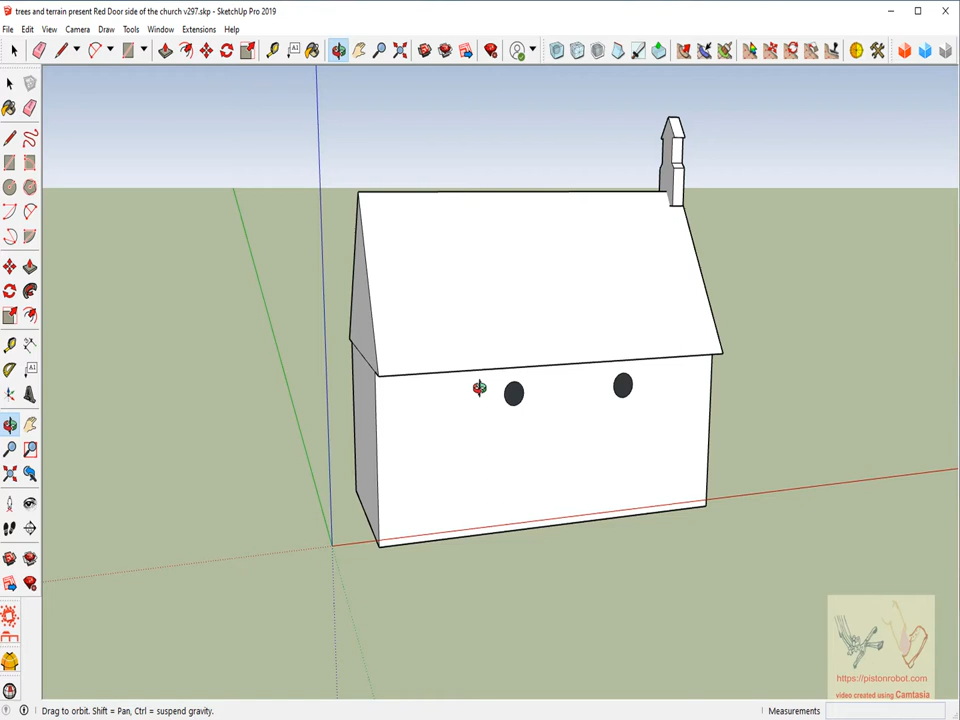 trees and terrain present Red Door side of the church v297.skp - SketchUp Pro 2019
File Edit View Camera Draw Tools Window Extensions Help
https://pistonrobot.com
video created using Camtasia
Drag to orbit. Shift = Pan, Ctrl = suspend gravity.
Measurements